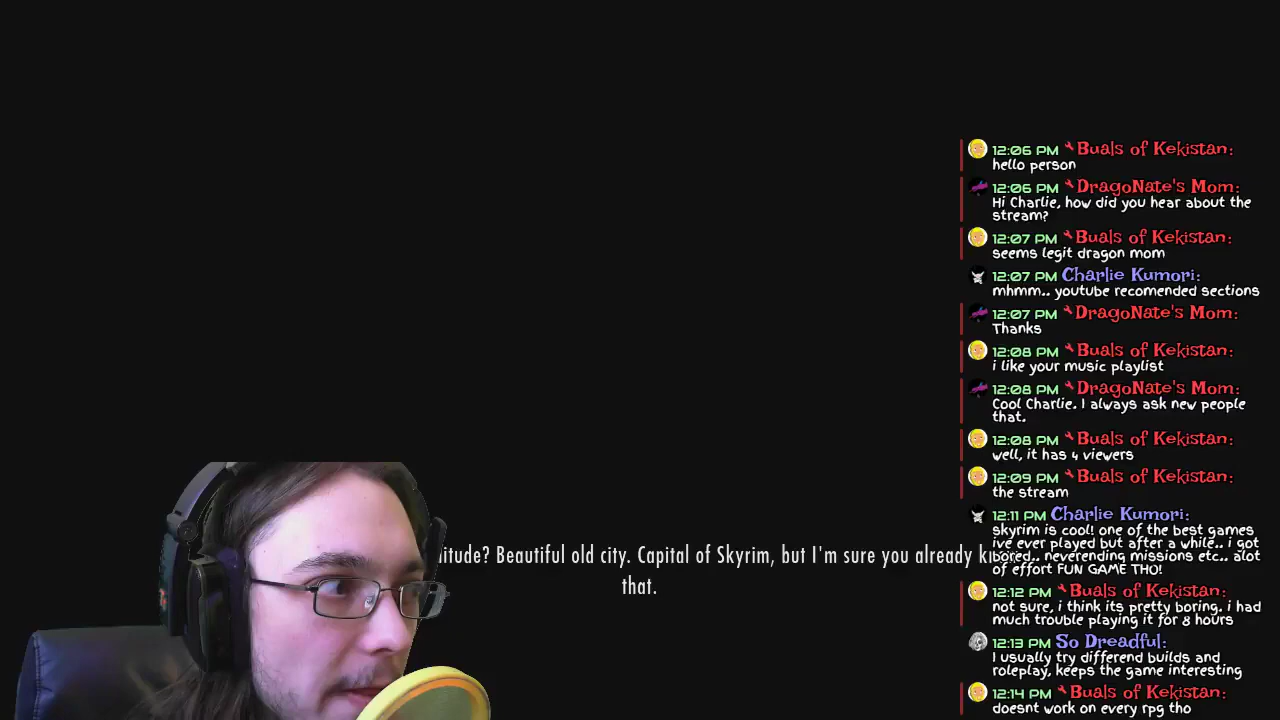 12:06 PM Buals of Kekistan:
hello person
12:06 PM DragoNate's Mom:
Hi Charlie, how did you hear about the
stream?
12:07 PM Buals of Kekistan:
seems legit dragon mom
12:07 PM Charlie Kumori:
mhmm.. youtube recomended sections
12:07 PM DragoNate's Mom:
Thanks
12:08 PM Buals of Kekistan:
i like your music playlist
12:08 PM DragoNate's Mom:
Cool Charlie. I always ask new people
that.
12:08 PM Buals of Kekistan:
well, it has 4 viewers
12:09 PM Buals of Kekistan:
the stream
12:11 PM Charlie Kumori:
skyrim is cool! one of the best games
ive ever played but after a while.. i got
bored.. neverending missions etc.. alot
of effort FUN GAME THO!
12:12 PM Buals of Kekistan:
not sure, i think its pretty boring. i had
much trouble playing it for 8 hours
12:13 PM So Dreadful:
I usually try differend builds and
roleplay, keeps the game interesting
12:14 PM Buals of Kekistan:
doesnt work on every rpg tho
Beautiful old city. Capital of Skyrim, but I'm sure you already
that.